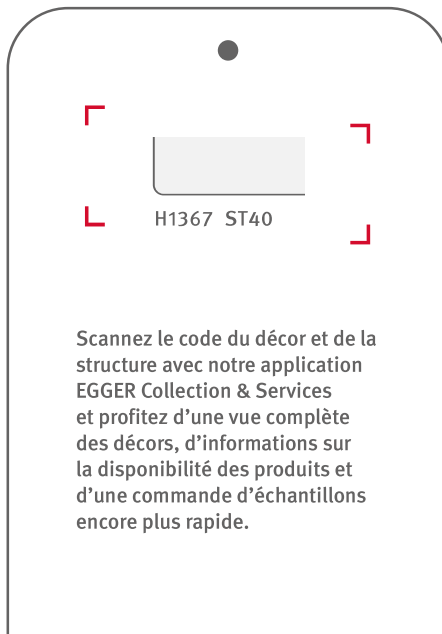 H1367 ST40
Scannez le code du décor et de la
structure avec notre application
EGGER Collection & Services
et profitez d’une vue complète
des décors, d’informations sur
la disponibilité des produits et
d’une commande d’échantillons
encore plus rapide.